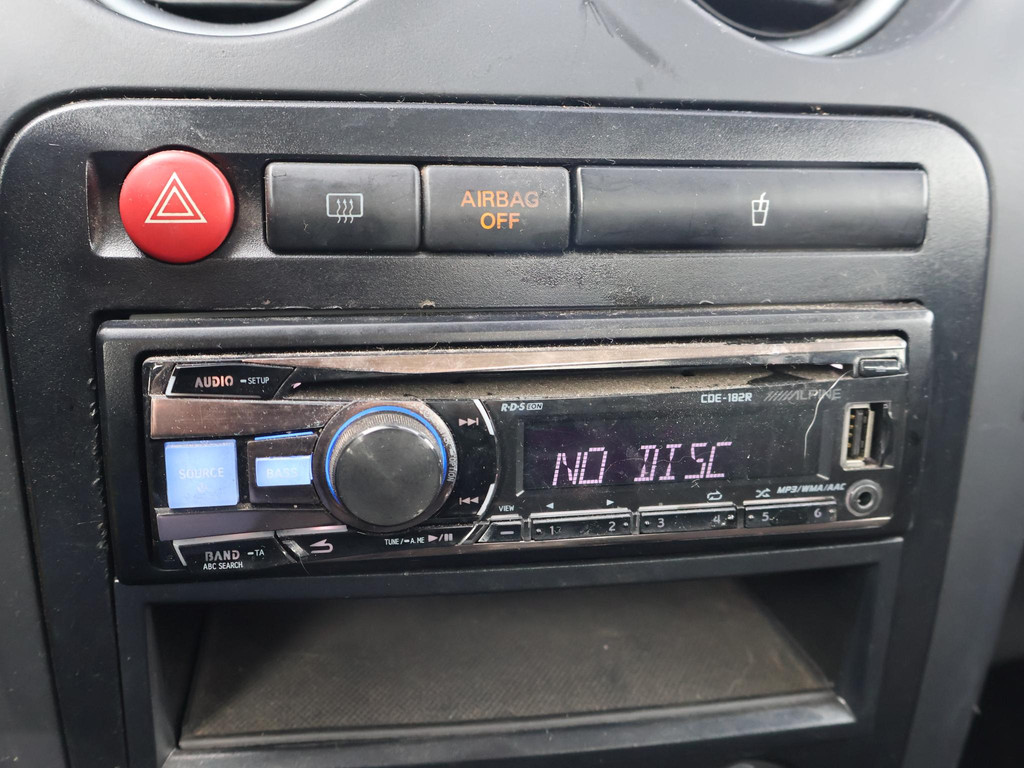 AIRBAG
OFF
AUDIO SETUP
R·D·S EON
CDE-182R ALPINE
SOURCE
BASS
NO DISC
VIEW
MP3/WMA/AAC
1 2 3 4 5 6
TUNE/ A.ME
BAND TA
ABC SEARCH